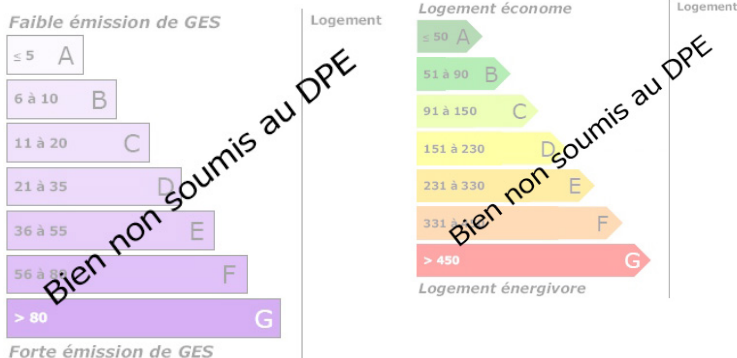 Faible émission de GES
Logement
≤ 5 A
6 à 10 B
11 à 20 C
21 à 35 D
36 à 55 E
56 à 80 F
> 80 G
Forte émission de GES
Bien non soumis au DPE
Logement économe
Logement
≤ 50 A
51 à 90 B
91 à 150 C
151 à 230 D
231 à 330 E
331 à F
> 450 G
Logement énergivore
Bien non soumis au DPE